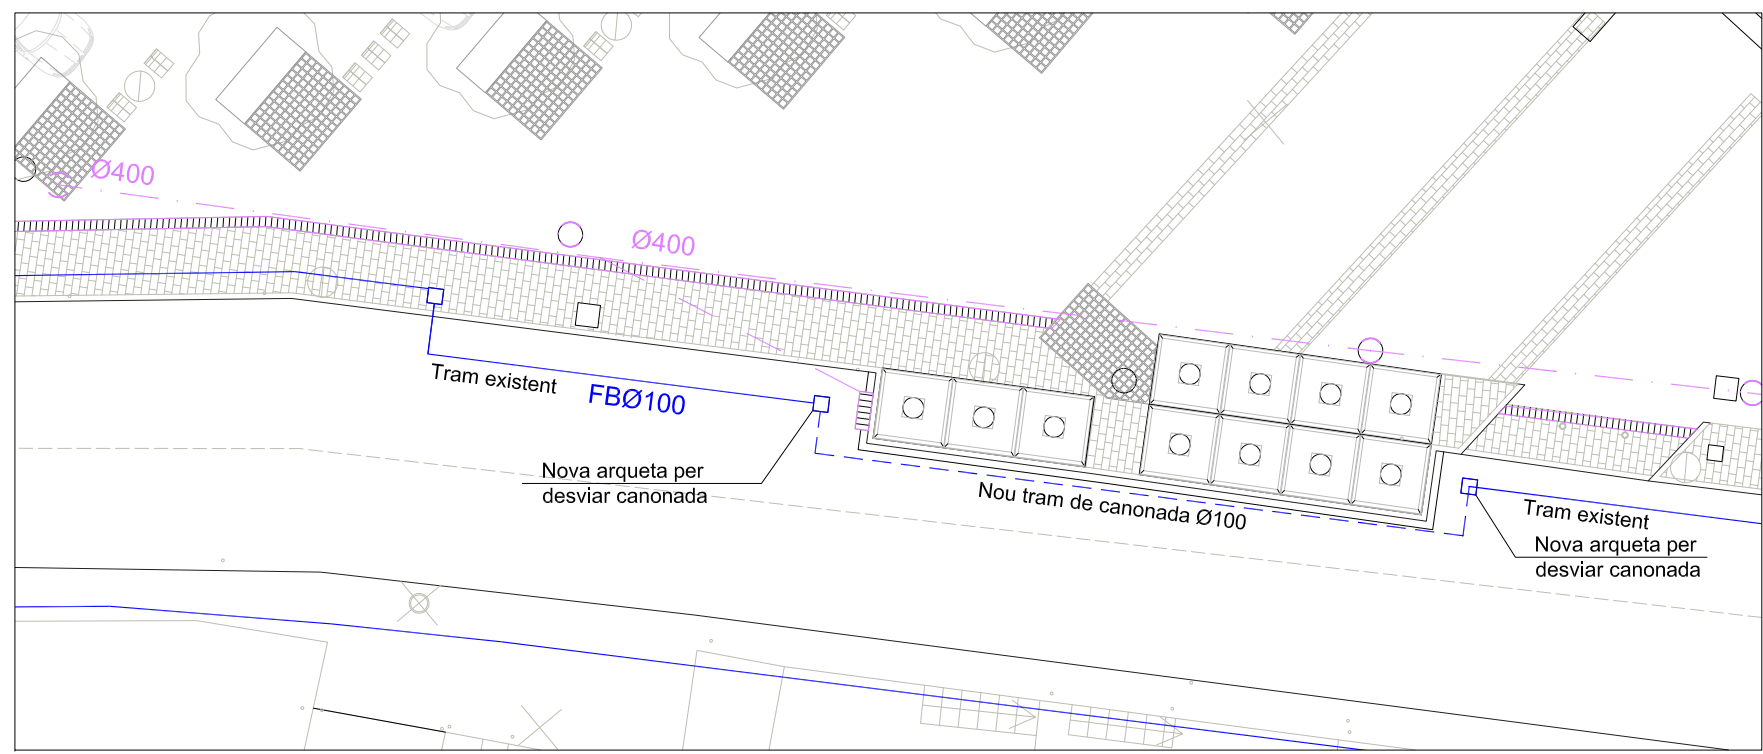 Ø400
Ø400
Tram existent
FBØ100
Nova arqueta per
desviar canonada
Nou tram de canonada Ø100
Tram existent
Nova arqueta per
desviar canonada